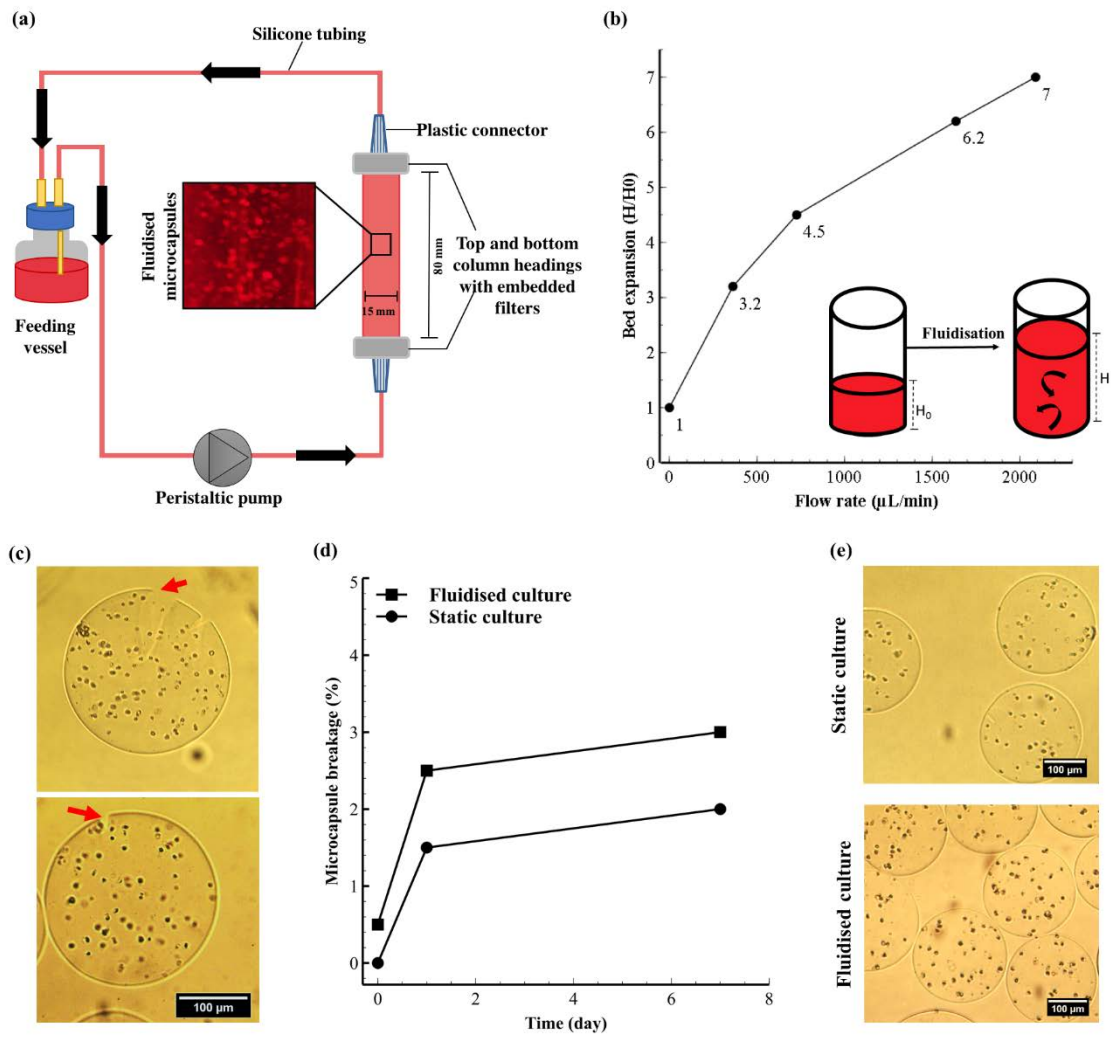 (a)
Silicone tubing
Plastic connector
Fluidised
microcapsules
80 mm
15 mm
Top and bottom
column headings
with embedded
filters
Feeding
vessel
Peristaltic pump
(b)
Bed expansion (H/H0)
7
6
5
4
3
2
1
0
1
3.2
4.5
6.2
7
Fluidisation
H₀
H
0
500
1000
1500
2000
Flow rate (µL/min)
(c)
100 µm
(d)
Fluidised culture
Static culture
Microcapsule breakage (%)
5
4
3
2
1
0
0
2
4
6
8
Time (day)
(e)
Static culture
100 µm
Fluidised culture
100 µm